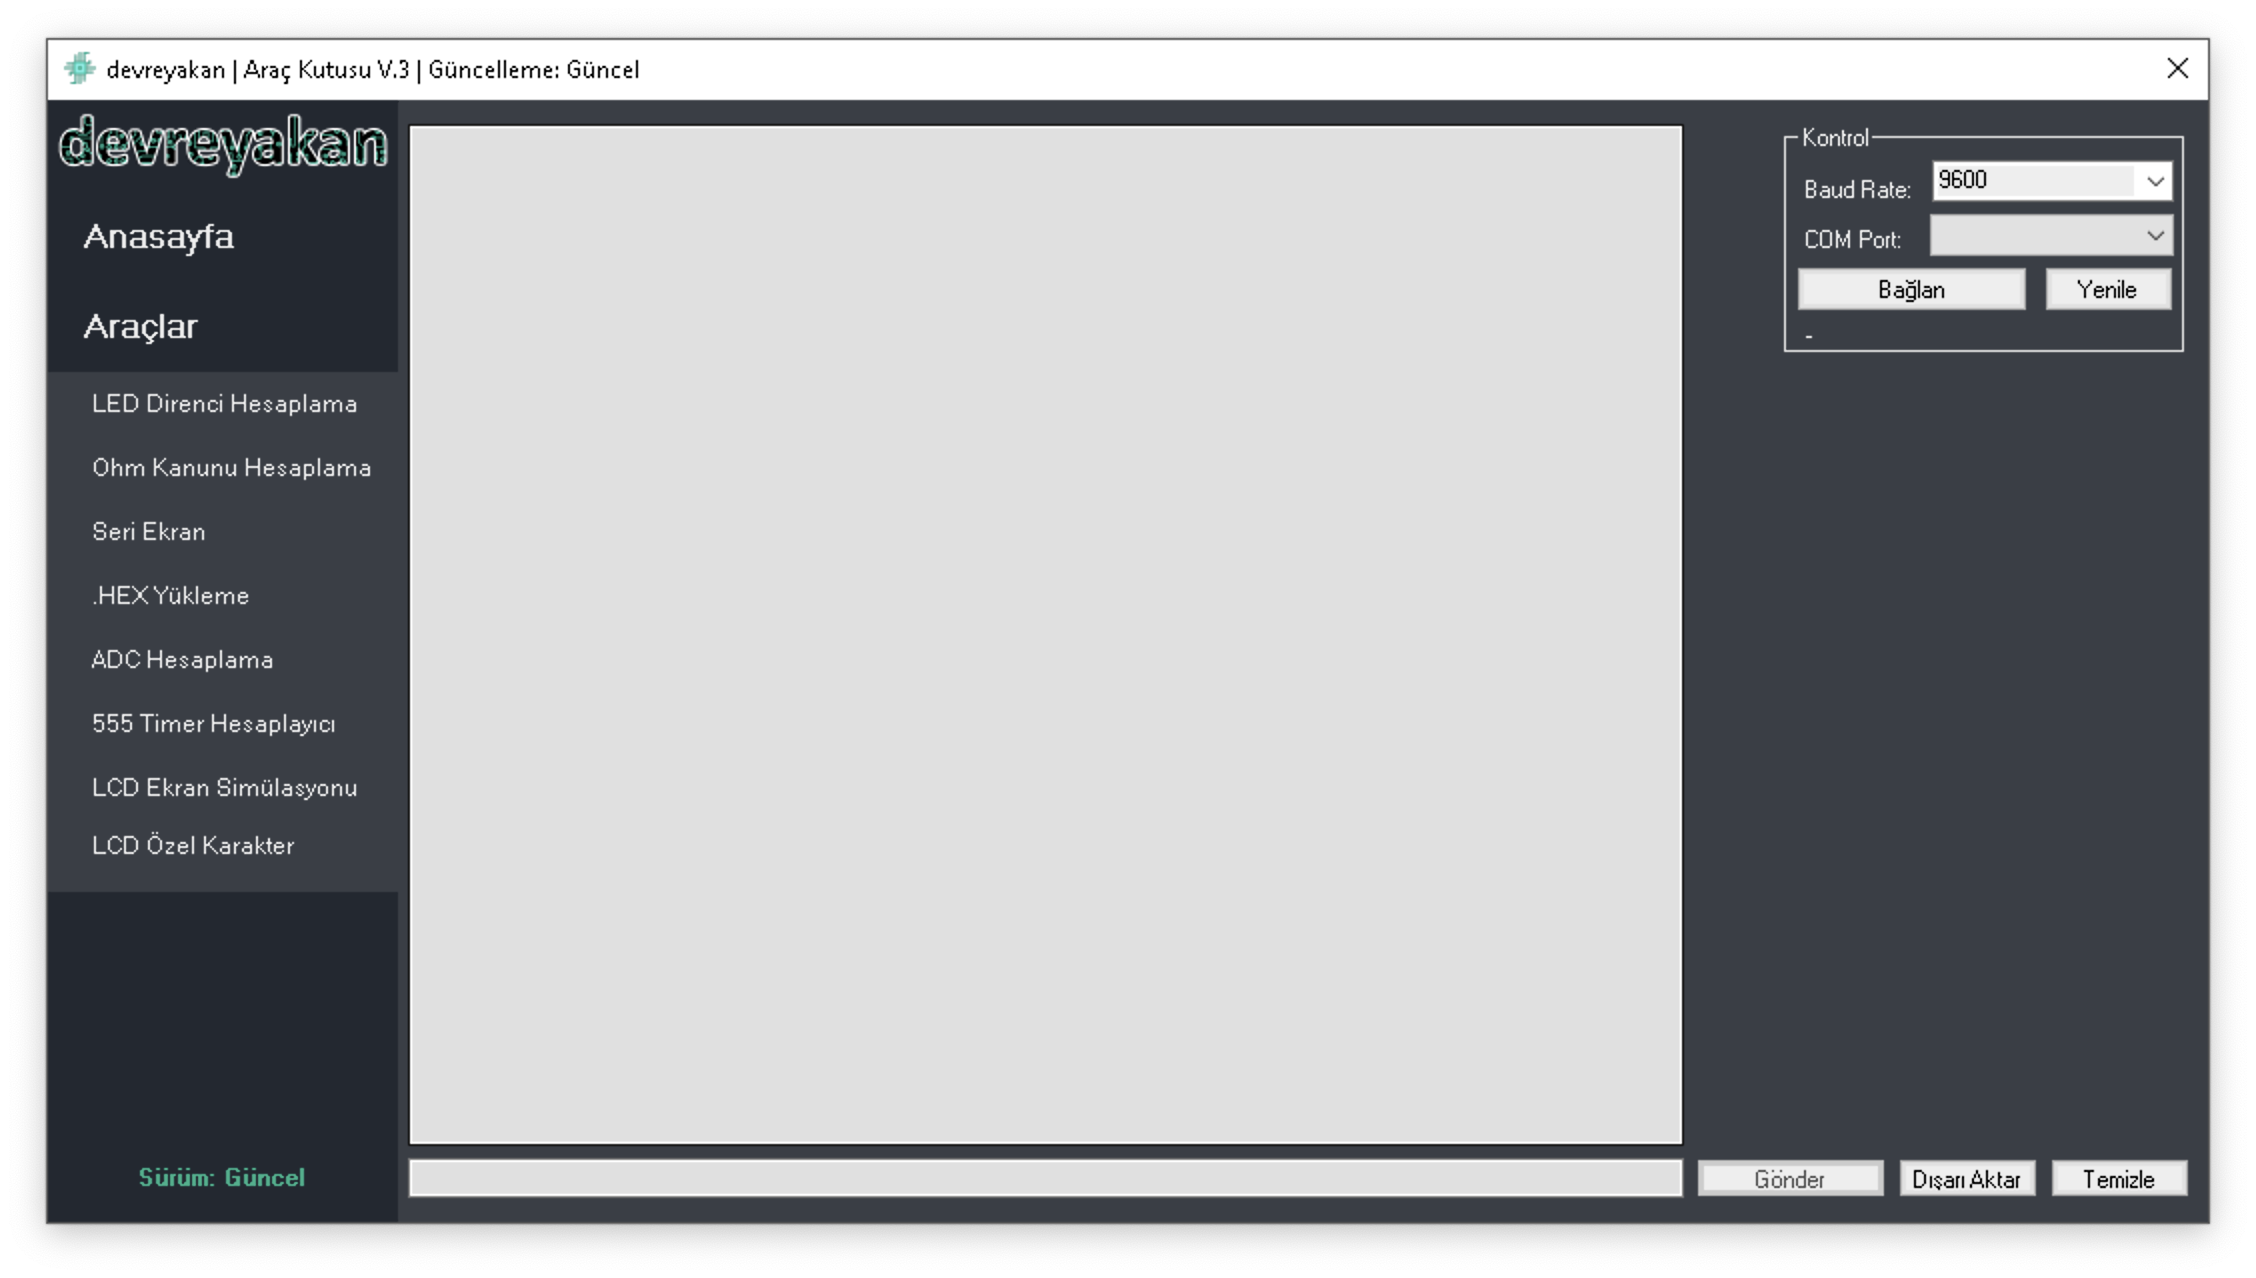 devreyakan | Araç Kutusu V.3 | Güncelleme: Güncel
devreyakan
Anasayfa
Araçlar
LED Direnci Hesaplama
Ohm Kanunu Hesaplama
Seri Ekran
.HEX Yükleme
ADC Hesaplama
555 Timer Hesaplayıcı
LCD Ekran Simülasyonu
LCD Özel Karakter
Sürüm: Güncel
Kontrol
Baud Rate: 9600
COM Port:
Bağlan Yenile
-
Gönder Dışarı Aktar Temizle